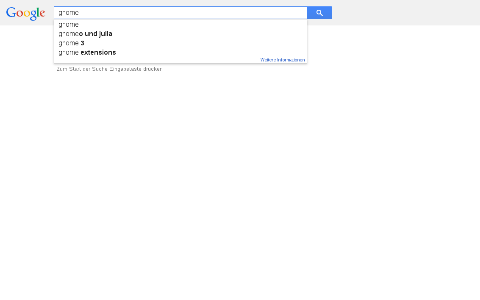 Google gnome
gnome
gnomeo und julia
gnome 3
gnome extensions
Weitere Informationen
Zum Start der Suche Eingabetaste drücken